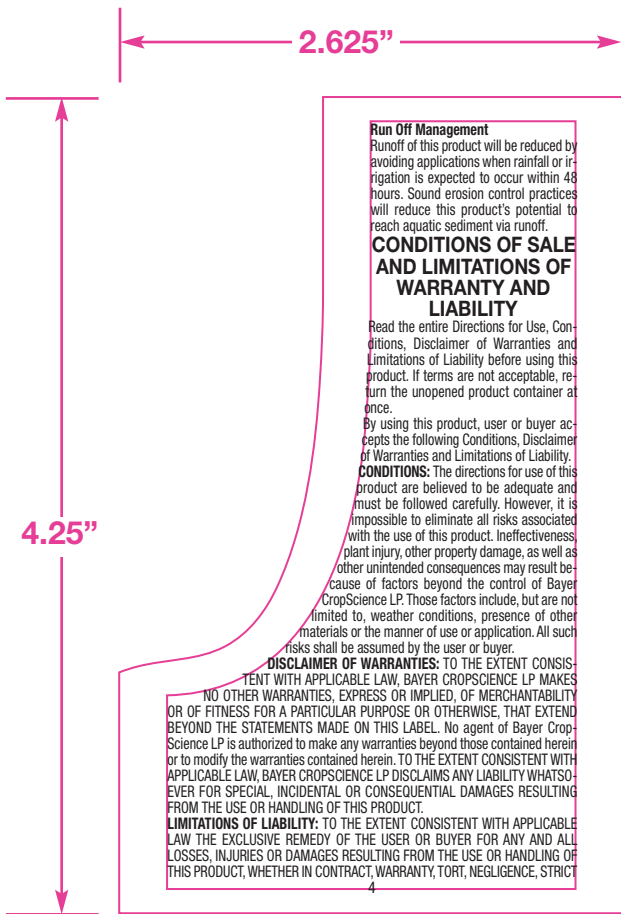 2.625”
4.25”
Run Off Management
Runoff of this product will be reduced by
avoiding applications when rainfall or ir-
rigation is expected to occur within 48
hours. Sound erosion control practices
will reduce this product’s potential to
reach aquatic sediment via runoff.
CONDITIONS OF SALE
AND LIMITATIONS OF
WARRANTY AND
LIABILITY
Read the entire Directions for Use, Con-
ditions, Disclaimer of Warranties and
Limitations of Liability before using this
product. If terms are not acceptable, re-
turn the unopened product container at
once.
By using this product, user or buyer ac-
cepts the following Conditions, Disclaimer
of Warranties and Limitations of Liability.
CONDITIONS: The directions for use of this
product are believed to be adequate and
must be followed carefully. However, it is
impossible to eliminate all risks associated
with the use of this product. Ineffectiveness,
plant injury, other property damage, as well as
other unintended consequences may result be-
cause of factors beyond the control of Bayer
CropScience LP. Those factors include, but are not
limited to, weather conditions, presence of other
materials or the manner of use or application. All such
risks shall be assumed by the user or buyer.
DISCLAIMER OF WARRANTIES: TO THE EXTENT CONSIS-
TENT WITH APPLICABLE LAW, BAYER CROPSCIENCE LP MAKES
NO OTHER WARRANTIES, EXPRESS OR IMPLIED, OF MERCHANTABILITY
OR OF FITNESS FOR A PARTICULAR PURPOSE OR OTHERWISE, THAT EXTEND
BEYOND THE STATEMENTS MADE ON THIS LABEL. No agent of Bayer Crop-
Science LP is authorized to make any warranties beyond those contained herein
or to modify the warranties contained herein. TO THE EXTENT CONSISTENT WITH
APPLICABLE LAW, BAYER CROPSCIENCE LP DISCLAIMS ANY LIABILITY WHATSO-
EVER FOR SPECIAL, INCIDENTAL OR CONSEQUENTIAL DAMAGES RESULTING
FROM THE USE OR HANDLING OF THIS PRODUCT.
LIMITATIONS OF LIABILITY: TO THE EXTENT CONSISTENT WITH APPLICABLE
LAW THE EXCLUSIVE REMEDY OF THE USER OR BUYER FOR ANY AND ALL
LOSSES, INJURIES OR DAMAGES RESULTING FROM THE USE OR HANDLING OF
THIS PRODUCT, WHETHER IN CONTRACT, WARRANTY, TORT, NEGLIGENCE, STRICT
4